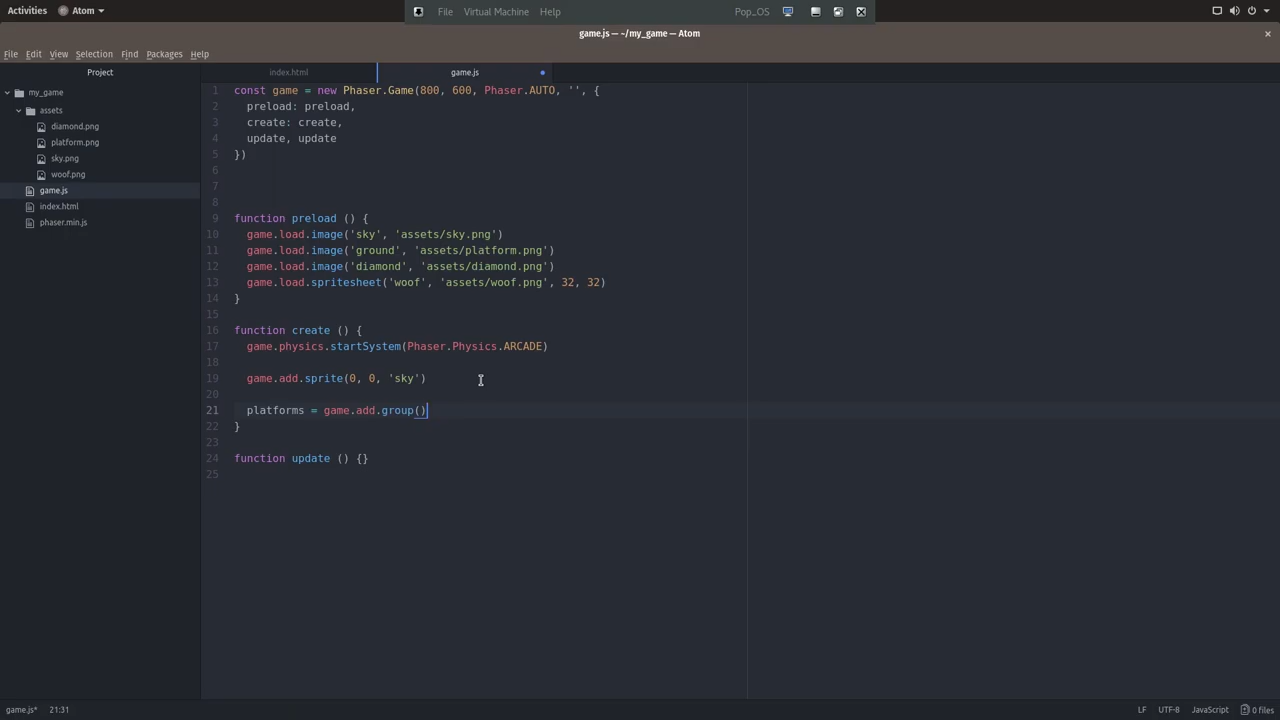 Activities Atom File Virtual Machine Help Pop_OS
game.js — ~/my_game — Atom
File Edit View Selection Find Packages Help
Project index.html game.js
my_game
assets
diamond.png
platform.png
sky.png
woof.png
game.js
index.html
phaser.min.js
1 const game = new Phaser.Game(800, 600, Phaser.AUTO, '', {
2 preload: preload,
3 create: create,
4 update, update
5 })
6
7
8
9 function preload () {
10 game.load.image('sky', 'assets/sky.png')
11 game.load.image('ground', 'assets/platform.png')
12 game.load.image('diamond', 'assets/diamond.png')
13 game.load.spritesheet('woof', 'assets/woof.png', 32, 32)
14 }
15
16 function create () {
17 game.physics.startSystem(Phaser.Physics.ARCADE)
18
19 game.add.sprite(0, 0, 'sky')
20
21 platforms = game.add.group()
22 }
23
24 function update () {}
25
game.js* 21:31 LF UTF-8 JavaScript 0 files